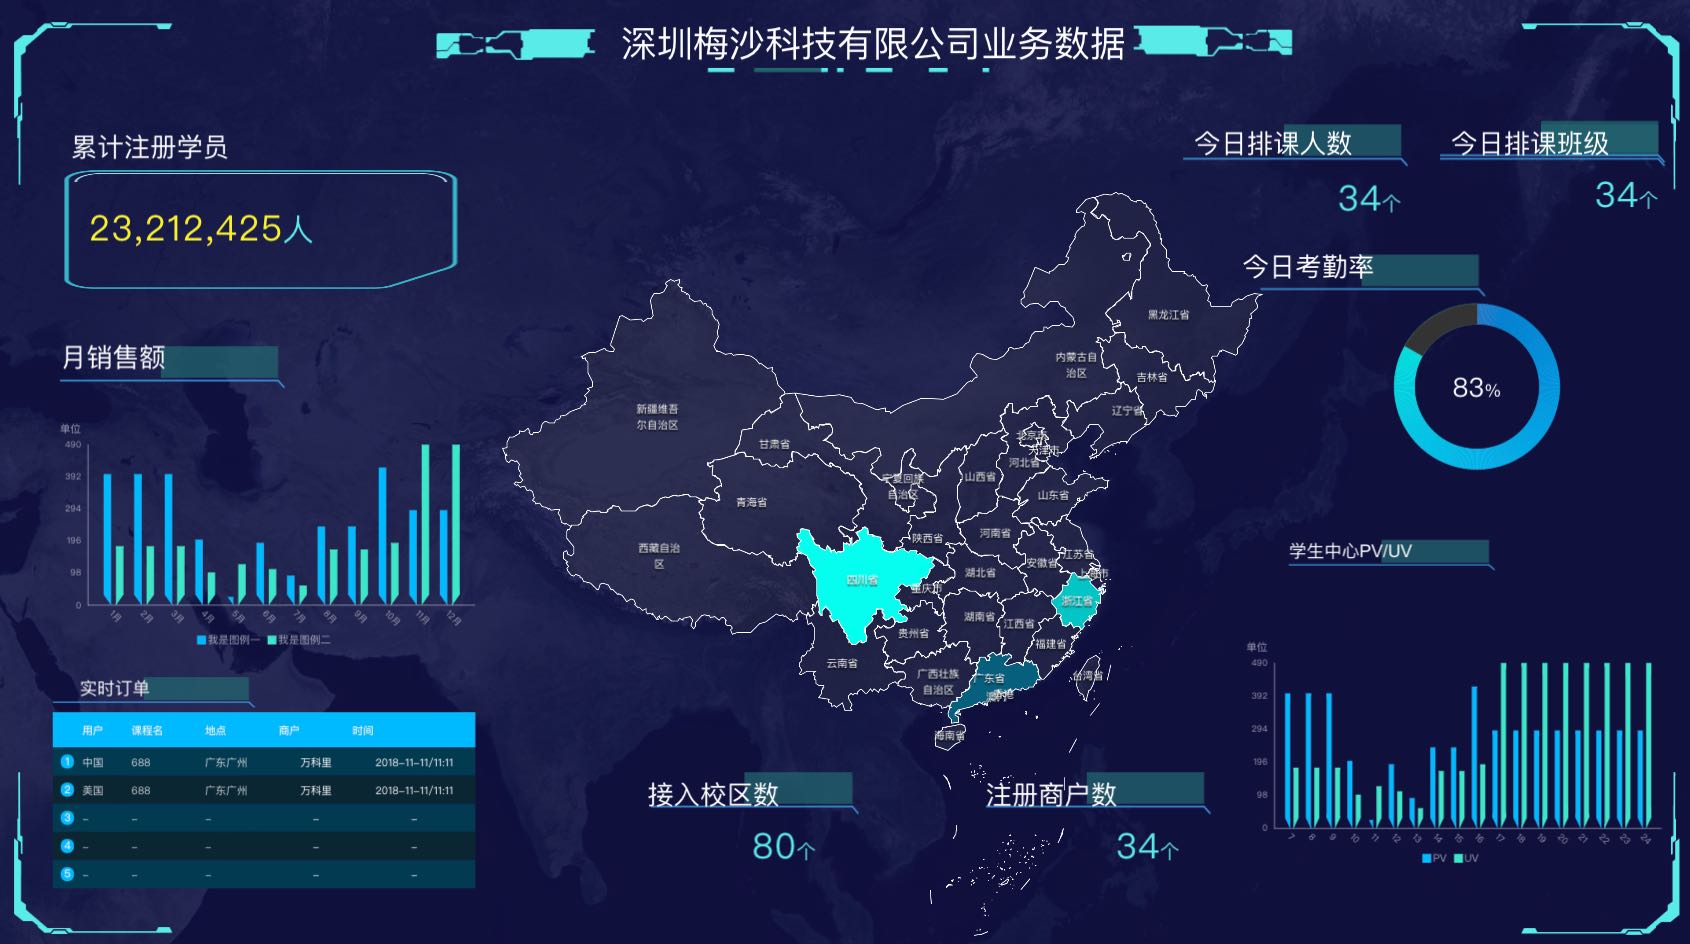 深圳梅沙科技有限公司业务数据
累计注册学员
23,212,425人
今日排课人数
34个
今日排课班级
34个
今日考勤率
83%
月销售额
单位
490
392
294
196
98
0
1月 2月 3月 4月 5月 6月 7月 8月 9月 10月 11月 12月
我是图例一 我是图例二
实时订单
用户 课程名 地点 商户 时间
1 中国 688 广东广州 万科里 2018-11-11/11:11
2 美国 688 广东广州 万科里 2018-11-11/11:11
3 – – – – –
4 – – – – –
5 – – – – –
黑龙江省
内蒙古自
治区
吉林省
辽宁省
新疆维吾
尔自治区
甘肃省
北京市
天津市
河北省
山西省
宁夏回族
自治区
山东省
青海省
陕西省
河南省
西藏自治
区
江苏省
安徽省
上海市
四川省
重庆市
湖北省
浙江省
湖南省
江西省
贵州省
福建省
云南省
广西壮族
自治区
广东省
台湾省
海南省
接入校区数
80个
注册商户数
34个
学生中心PV/UV
单位
490
392
294
196
98
0
7 8 9 10 11 12 13 14 15 16 17 18 19 20 21 22 23 24
PV UV